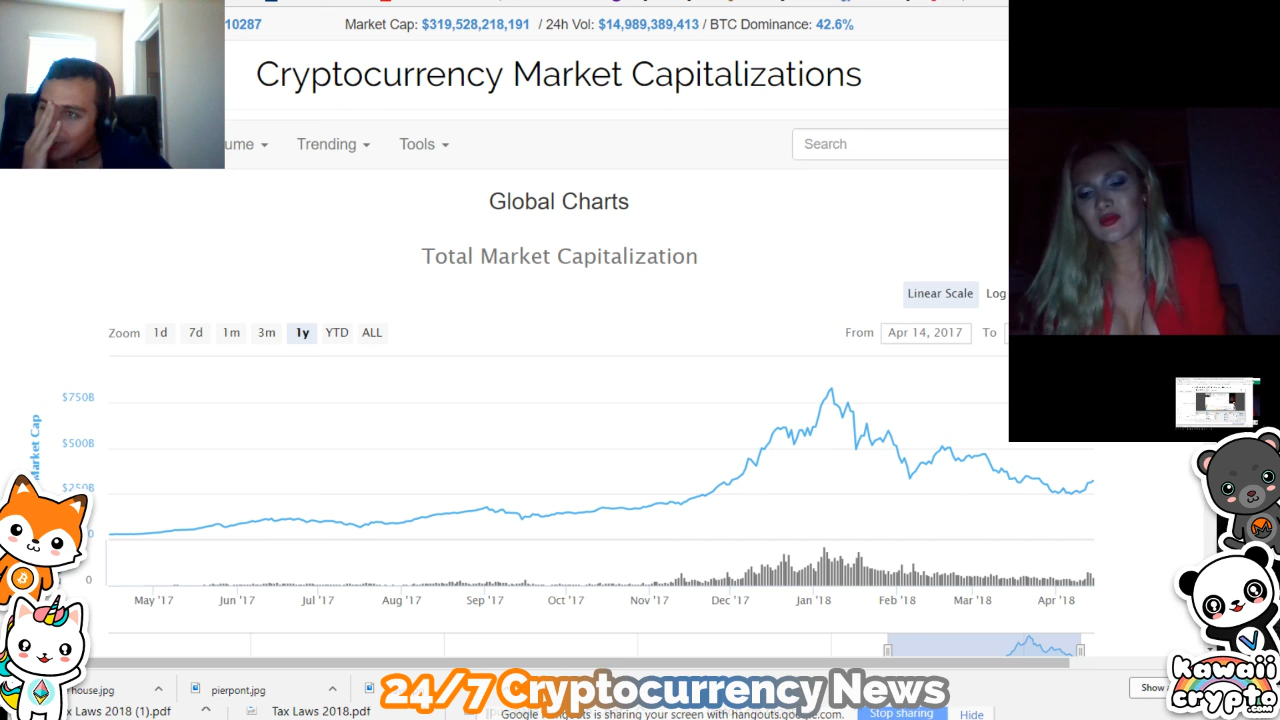 10287 Market Cap: $319,528,218,191 / 24h Vol: $14,989,389,413 / BTC Dominance: 42.6%
Cryptocurrency Market Capitalizations
ume Trending Tools Search
Global Charts
Total Market Capitalization
Linear Scale Log
Zoom 1d 7d 1m 3m 1y YTD ALL From Apr 14, 2017 To
$750B
$500B
$250B
0
Market Cap
0
May '17 Jun '17 Jul '17 Aug '17 Sep '17 Oct '17 Nov '17 Dec '17 Jan '18 Feb '18 Mar '18 Apr '18
house.jpg pierpont.jpg Show
24/7 Cryptocurrency News
x Laws 2018 (1).pdf Tax Laws 2018.pdf
Google Hangouts is sharing your screen with hangouts.google.com. Stop sharing Hide
kawaii
crypto
.com